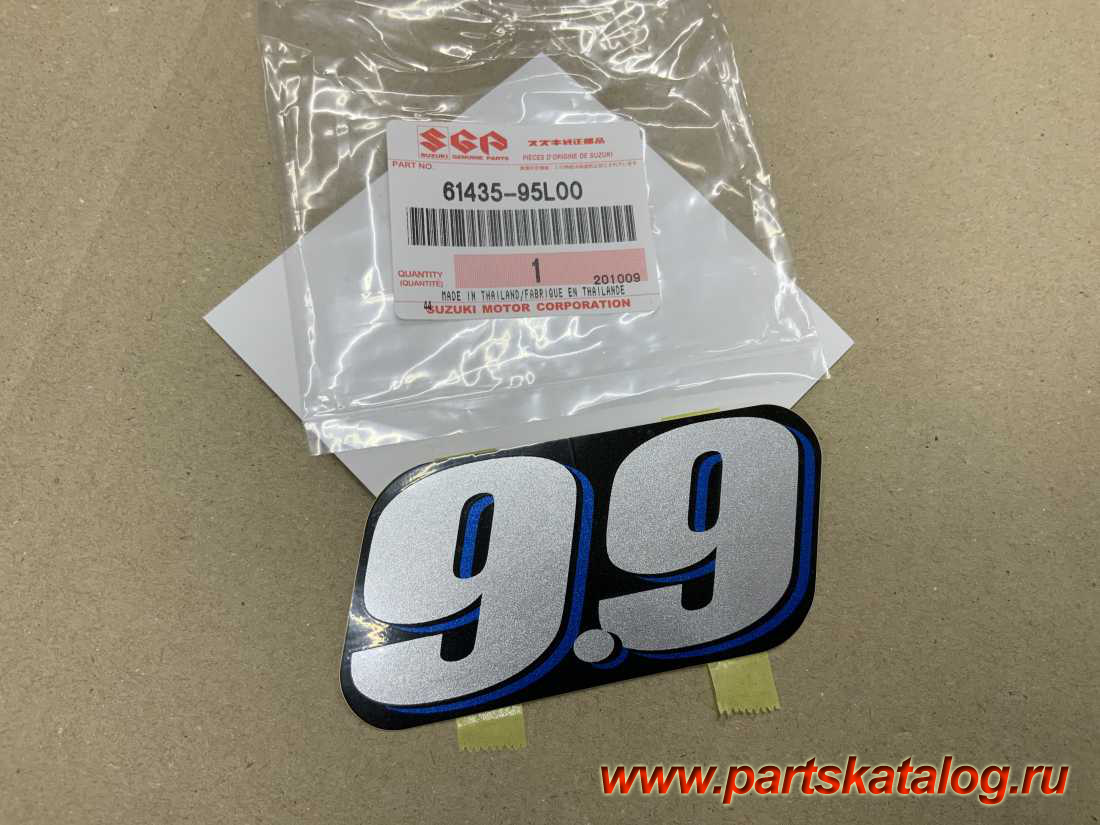 SGP
スズキ純正部品
SUZUKI GENUINE PARTS
PIÈCES D'ORIGINE DE SUZUKI
PART NO.
61435-95L00
QUANTITY
(QUANTITÉ)
1
201009
MADE IN THAILAND/FABRIQUE EN THAILANDE
44
SUZUKI MOTOR CORPORATION
9.9
www.partskatalog.ru